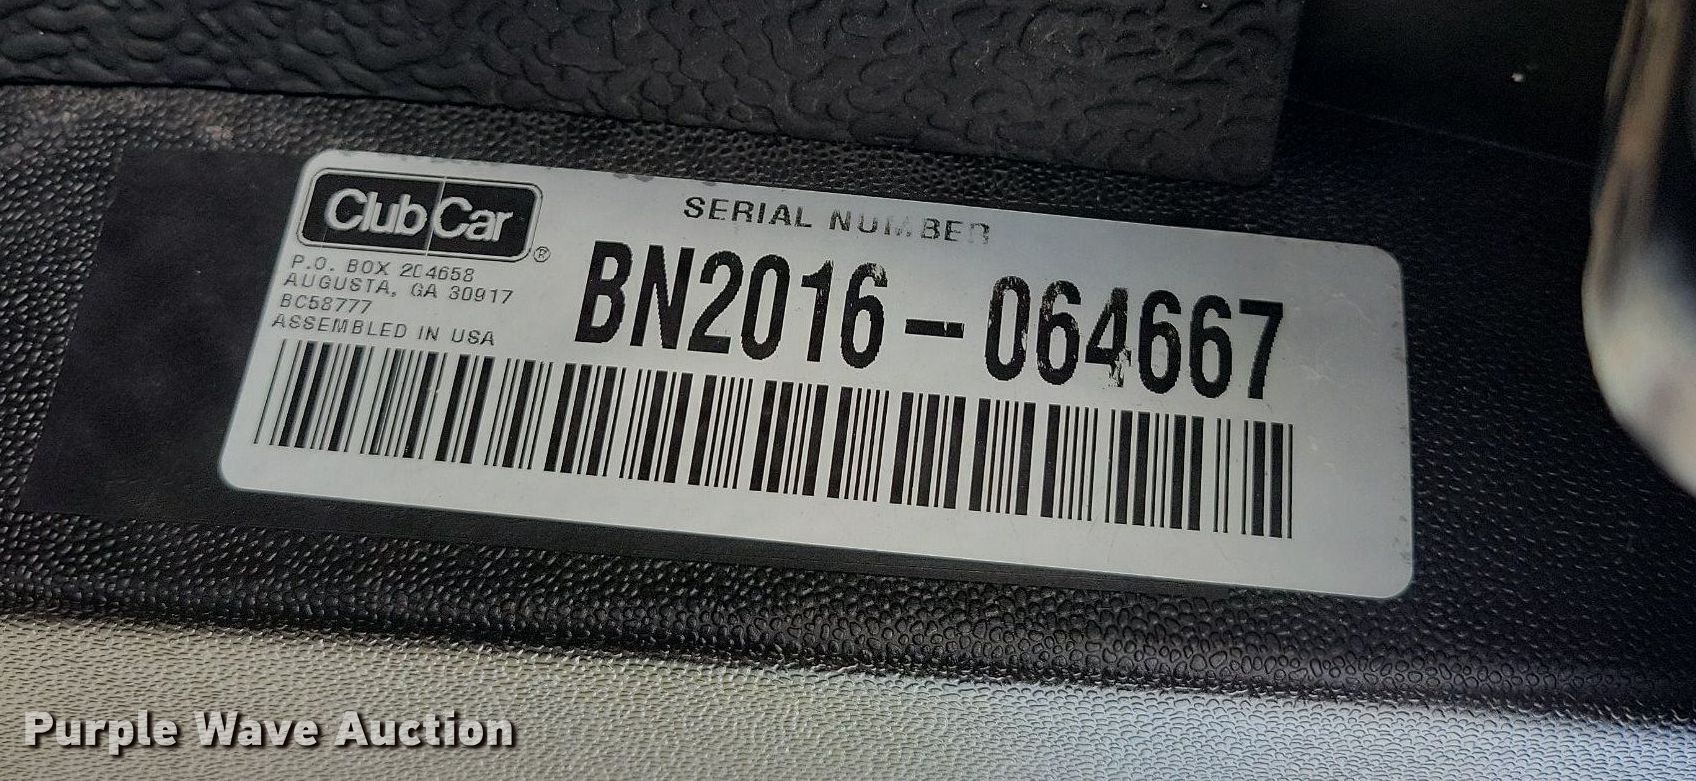 Club Car®
P.O. BOX 204658
AUGUSTA, GA 30917
BC58777
ASSEMBLED IN USA
SERIAL NUMBER
BN2016-064667
Purple Wave Auction